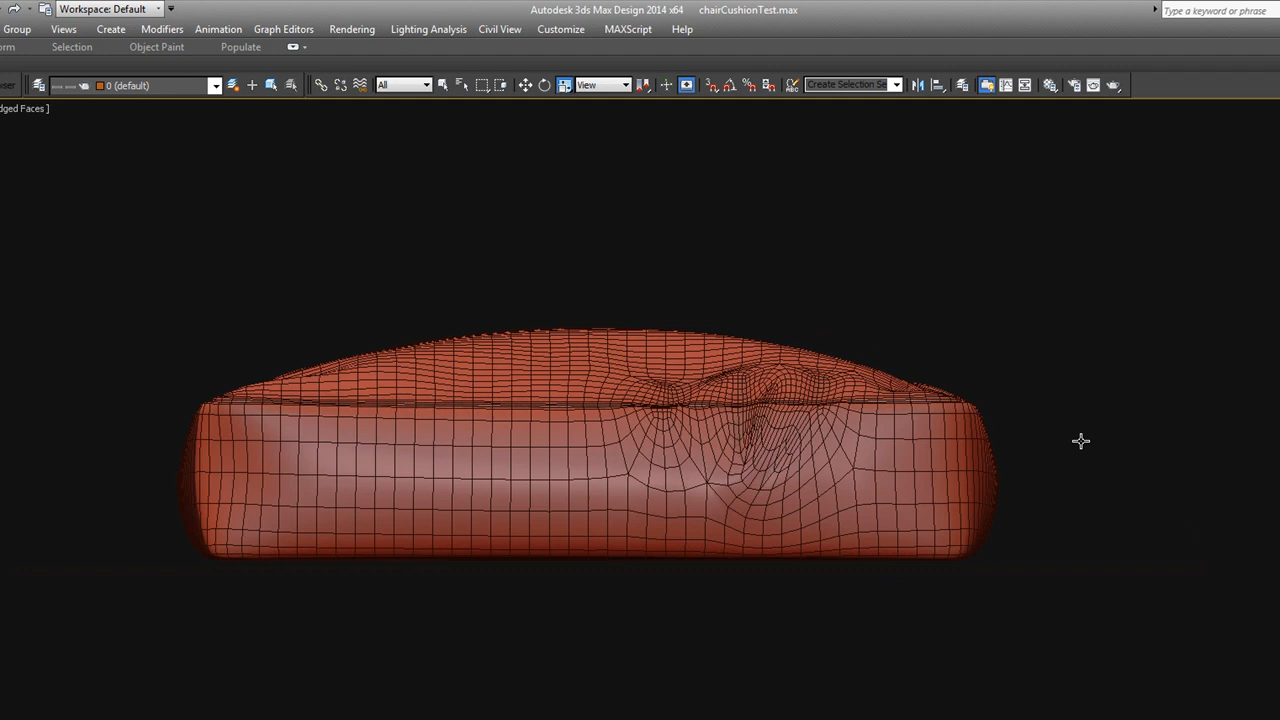 Workspace: Default
Autodesk 3ds Max Design 2014 x64 chairCushionTest.max
Type a keyword or phrase
Group Views Create Modifiers Animation Graph Editors Rendering Lighting Analysis Civil View Customize MAXScript Help
orm Selection Object Paint Populate
wser 0 (default) All View Create Selection Se
dged Faces ]